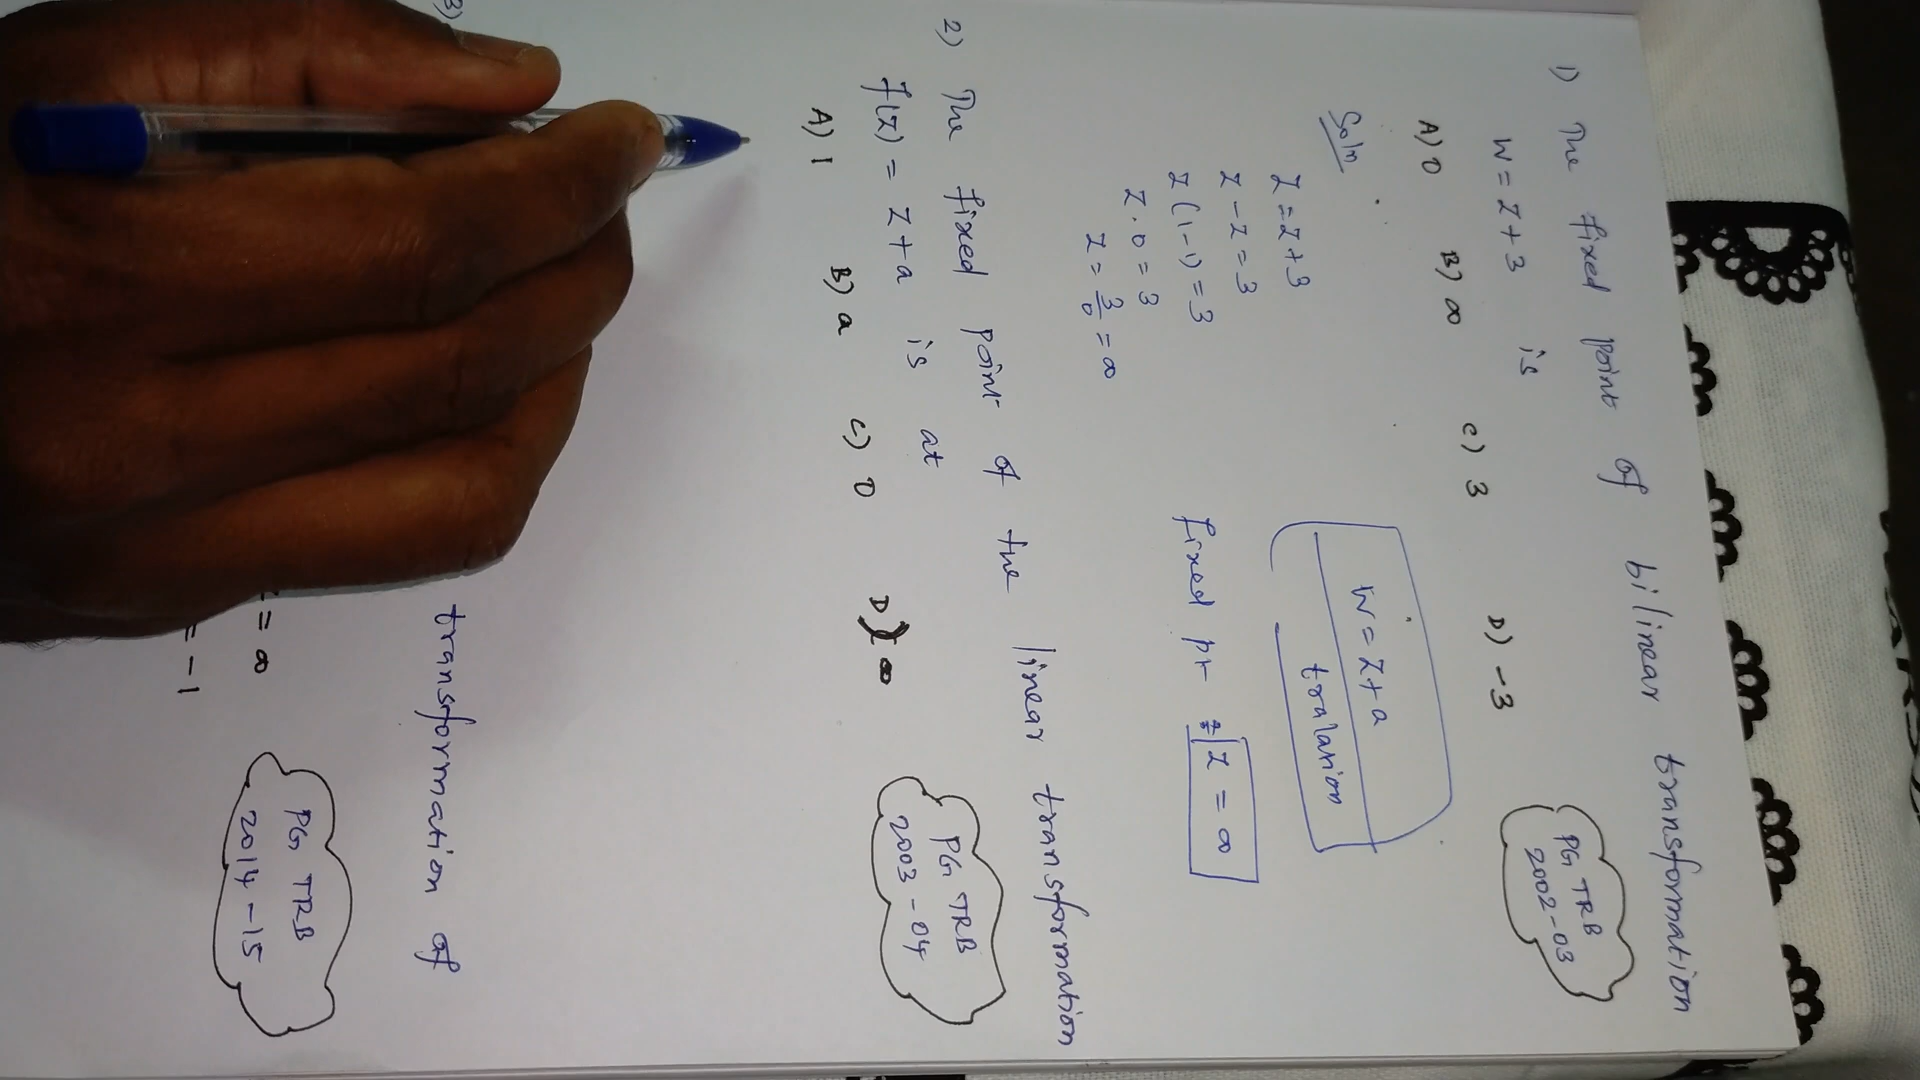 1) The fixed point of bilinear transformation
W = Z + 3 is
PG TRB
2002-03
A) 0 B) ∞ C) 3 D) -3
Soln
Z = Z + 3
Z - Z = 3
Z (1-1) = 3
Z . 0 = 3
Z = 3/0 = ∞
W = Z + a
fixed pt Z = ∞
2) The fixed point of the linear transformation
f(Z) = Z + a is at
PG TRB
2003-04
A) 1 B) a C) 0 D) ∞
3)
transformation of
PG TRB
2014-15
= ∞
= -1